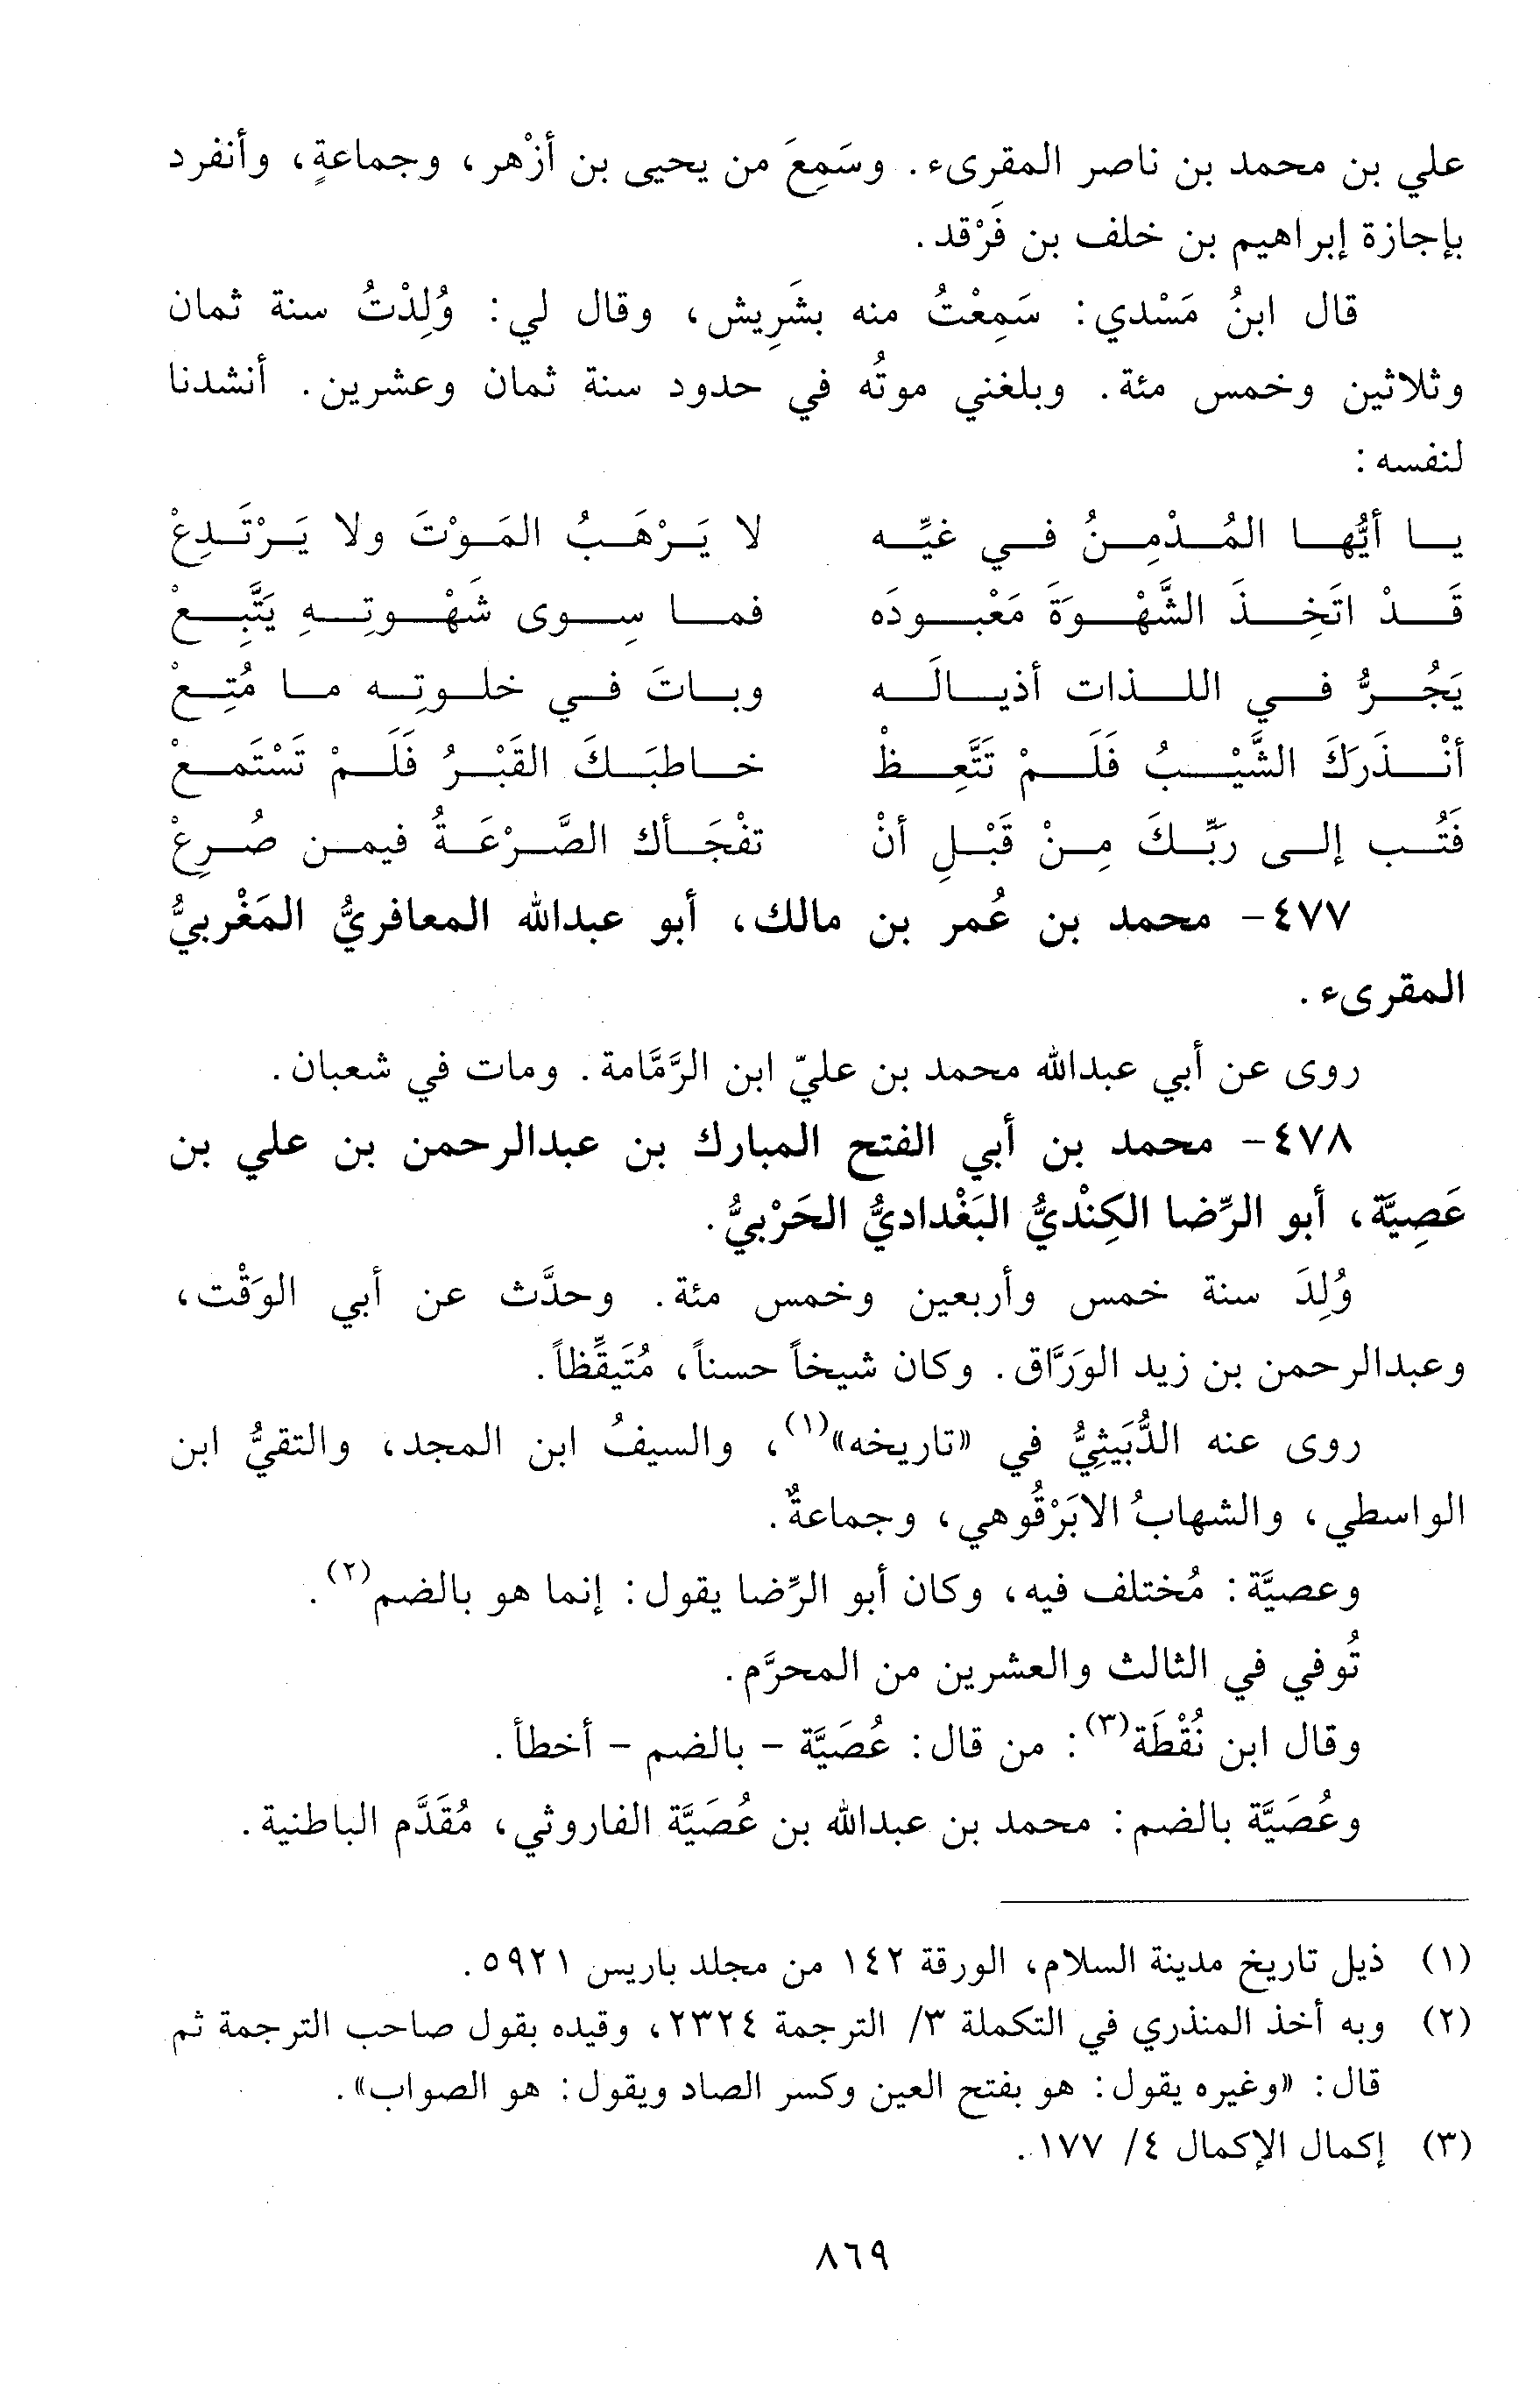 علي بن محمد بن ناصر المقرىء. وسَمِعَ من يحيى بن أزْهر، وجماعةٍ، وأنفرد
بإجازة إبراهيم بن خلف بن فَرْقد.
قال ابنُ مَسْدي: سَمِعْتُ منه بشَرِيش، وقال لي: وُلِدْتُ سنة ثمان
وثلاثين وخمس مئة. وبلغني موتُه في حدود سنة ثمان وعشرين. أنشدنا
لنفسه:
يا أيُّها المُدْمِنُ في غيِّه لا يَرْهَبُ المَوْتَ ولا يَرْتَدِعْ
قَدْ اتَخِذَ الشَّهْوَةَ مَعْبودَه فما سِوى شَهْوتِهِ يَتَّبِعْ
يَجُرُّ في اللذات أذيالَه وباتَ في خلوتِه ما مُتِعْ
أنْذَرَكَ الشَّيْبُ فَلَمْ تَتَّعِظْ خاطبَكَ القَبْرُ فَلَمْ تَسْتَمعْ
فَتُب إلى رَبِّكَ مِنْ قَبْلِ أنْ تفْجَأك الصَّرْعَةُ فيمن صُرِعْ
٤٧٧- محمد بن عُمر بن مالك، أبو عبدالله المعافريُّ المَغْربيُّ
المقرىء.
روى عن أبي عبدالله محمد بن عليّ ابن الرَّمَّامة. ومات في شعبان.
٤٧٨- محمد بن أبي الفتح المبارك بن عبدالرحمن بن علي بن
عَصِيَّة، أبو الرِّضا الكِنْديُّ البَغْداديُّ الحَرْبيُّ.
وُلِدَ سنة خمس وأربعين وخمس مئة. وحدَّث عن أبي الوَقْت،
وعبدالرحمن بن زيد الوَرَّاق. وكان شيخاً حسناً، مُتَيقِّظاً.
روى عنه الدُّبَيثِيُّ في «تاريخه»(١)، والسيفُ ابن المجد، والتقيُّ ابن
الواسطي، والشهابُ الابَرْقُوهي، وجماعةٌ.
وعصيَّة: مُختلف فيه، وكان أبو الرِّضا يقول: إنما هو بالضم(٢).
تُوفي في الثالث والعشرين من المحرَّم.
وقال ابن نُقْطَة(٣): من قال: عُصَيَّة - بالضم - أخطأ.
وعُصَيَّة بالضم: محمد بن عبدالله بن عُصَيَّة الفاروثي، مُقَدَّم الباطنية.
(١) ذيل تاريخ مدينة السلام، الورقة ١٤٢ من مجلد باريس ٥٩٢١.
(٢) وبه أخذ المنذري في التكملة ٣/ الترجمة ٢٣٢٤، وقيده بقول صاحب الترجمة ثم
قال: «وغيره يقول: هو بفتح العين وكسر الصاد ويقول: هو الصواب».
(٣) إكمال الإكمال ٤/ ١٧٧.
٨٦٩